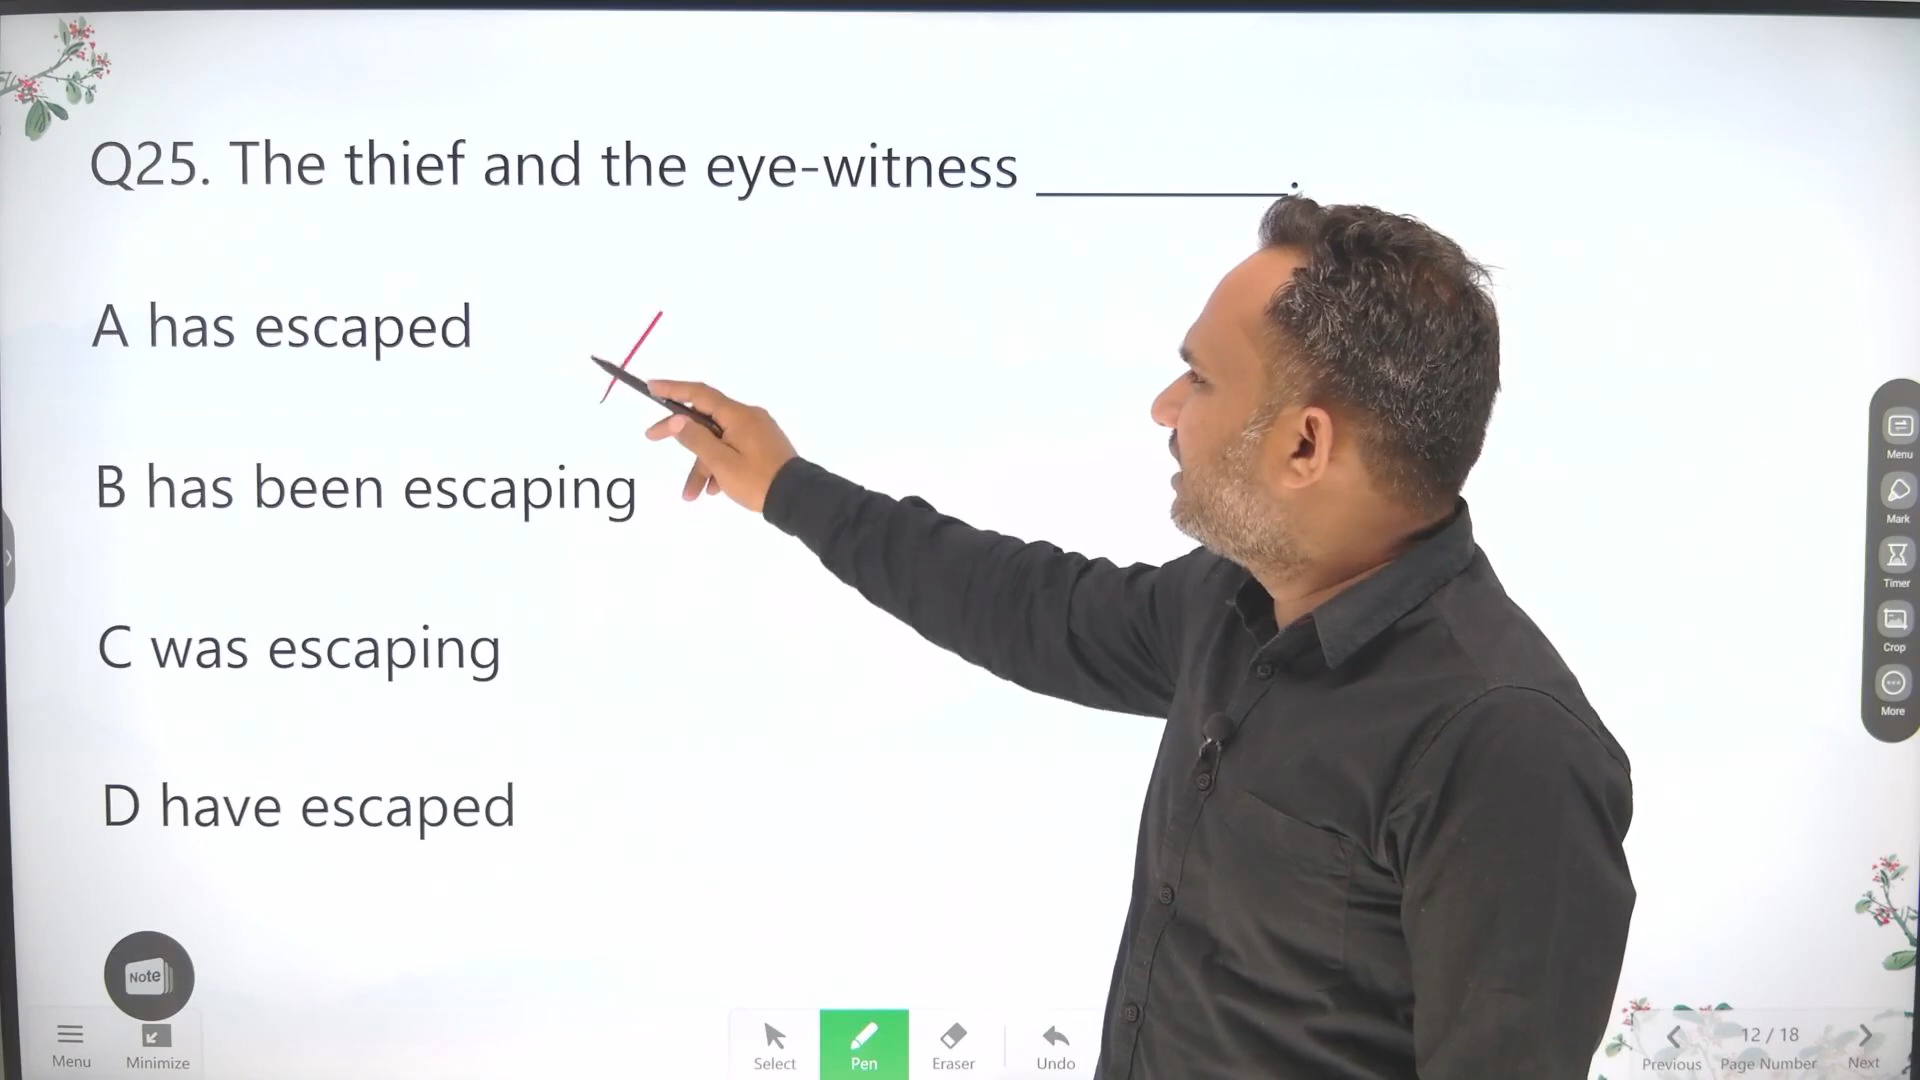 Q25. The thief and the eye-witness ________.
A has escaped
B has been escaping
C was escaping
D have escaped
Menu
Mark
Timer
Crop
More
Note
Menu
Minimize
Select
Pen
Eraser
Undo
Previous
12 / 18
Page Number
Next